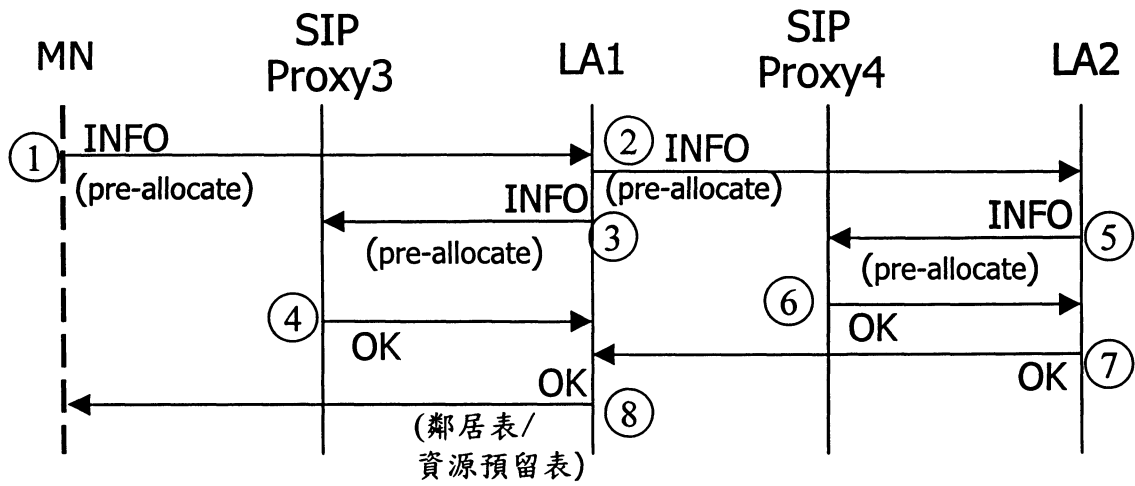 MN
SIP
Proxy3
LA1
SIP
Proxy4
LA2
① INFO
(pre-allocate)
② INFO
(pre-allocate)
INFO ③
(pre-allocate)
INFO ⑤
(pre-allocate)
④ OK
⑥ OK
OK ⑦
OK ⑧
(鄰居表/
資源預留表)